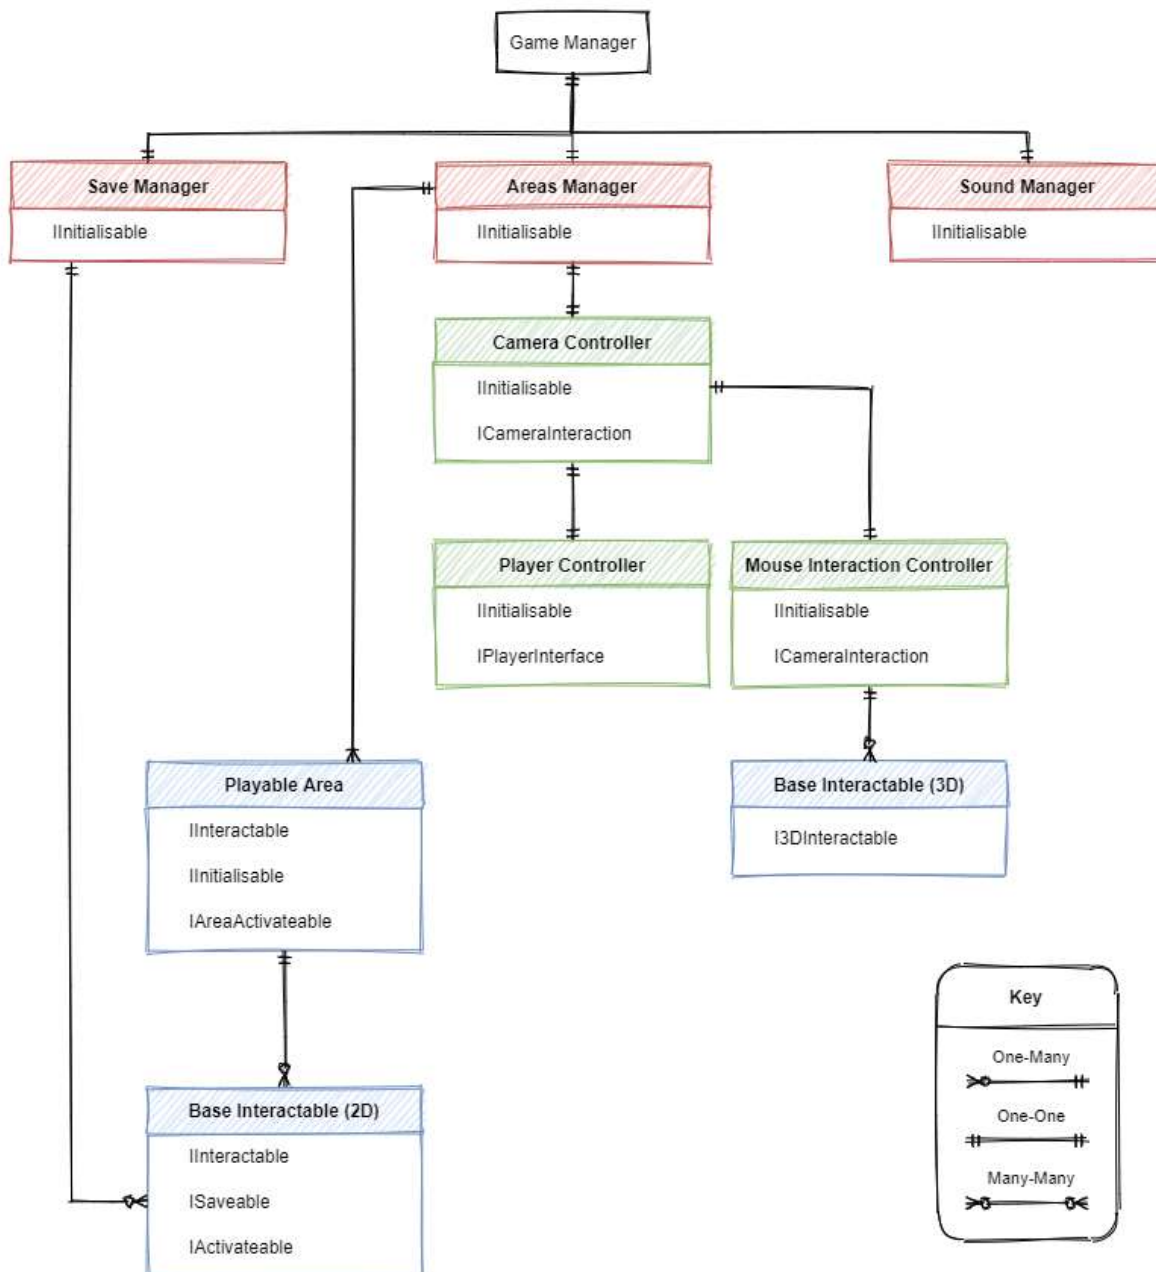 Game Manager
Save Manager
IInitialisable
Areas Manager
IInitialisable
Sound Manager
IInitialisable
Camera Controller
IInitialisable
ICameraInteraction
Player Controller
IInitialisable
IPlayerInterface
Mouse Interaction Controller
IInitialisable
ICameraInteraction
Playable Area
IInteractable
IInitialisable
IAreaActivateable
Base Interactable (3D)
I3DInteractable
Base Interactable (2D)
IInteractable
ISaveable
IActivateable
Key
One-Many
One-One
Many-Many